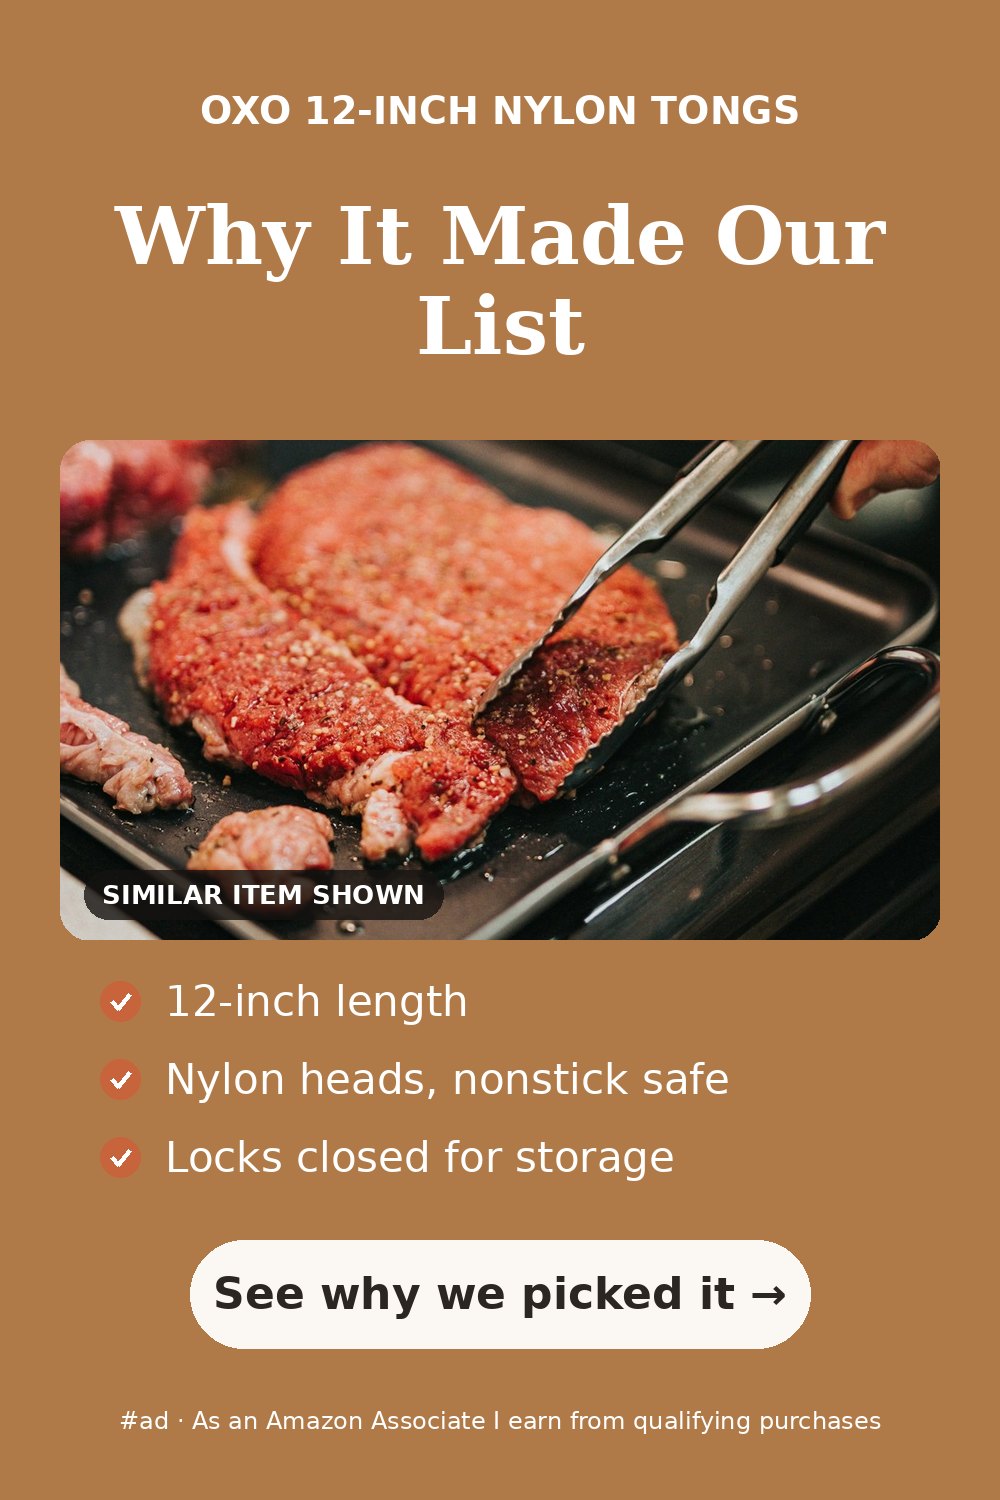 OXO 12-INCH NYLON TONGS
Why It Made Our
List
SIMILAR ITEM SHOWN
12-inch length
Nylon heads, nonstick safe
Locks closed for storage
See why we picked it →
#ad · As an Amazon Associate I earn from qualifying purchases